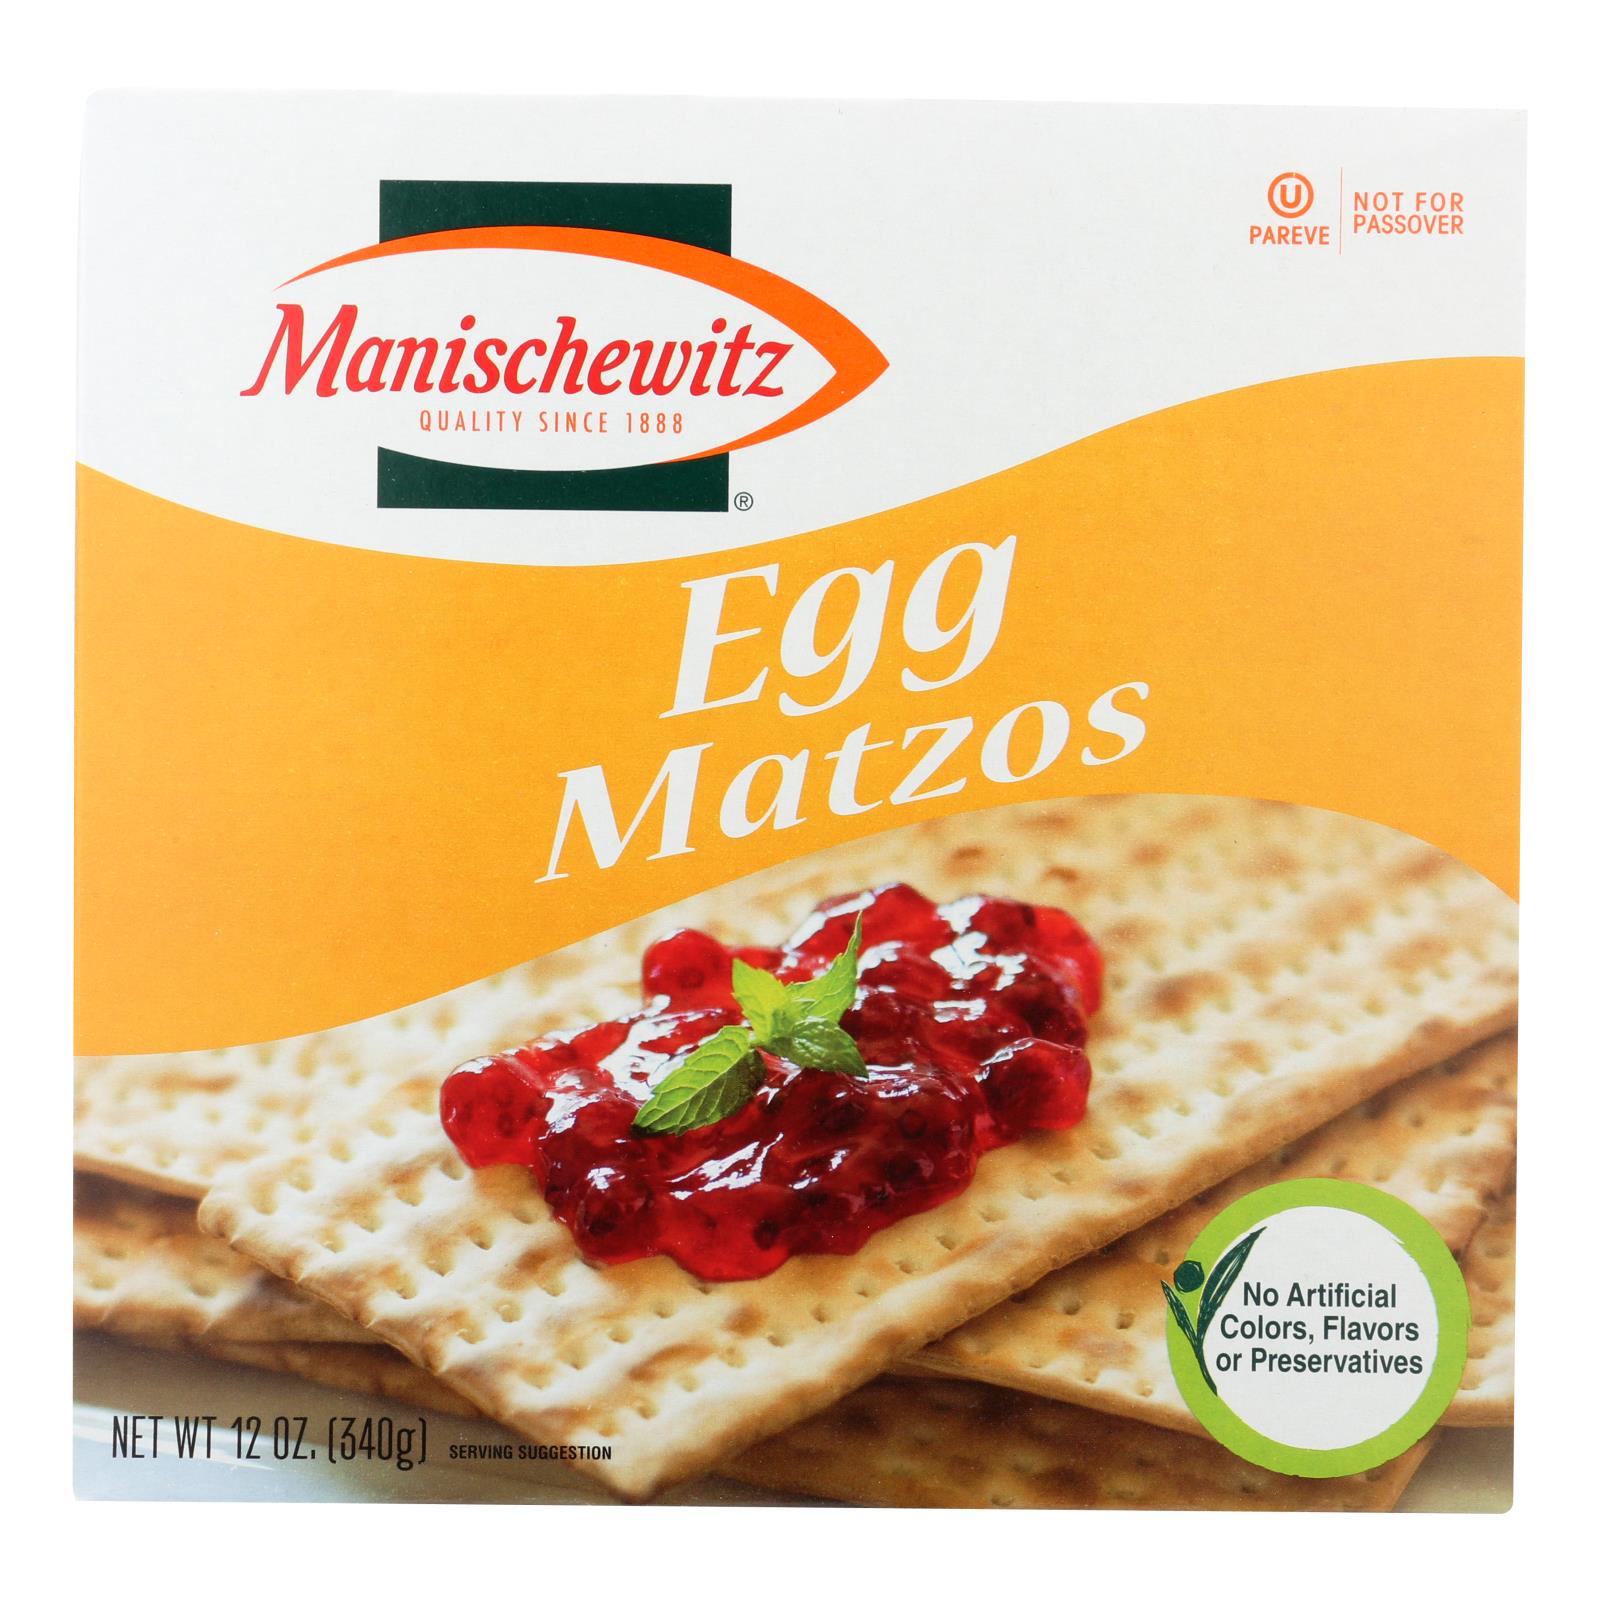 Manischewitz
QUALITY SINCE 1888
®
U
PAREVE
NOT FOR
PASSOVER
Egg
Matzos
No Artificial
Colors, Flavors
or Preservatives
NET WT 12 OZ. (340g)
SERVING SUGGESTION